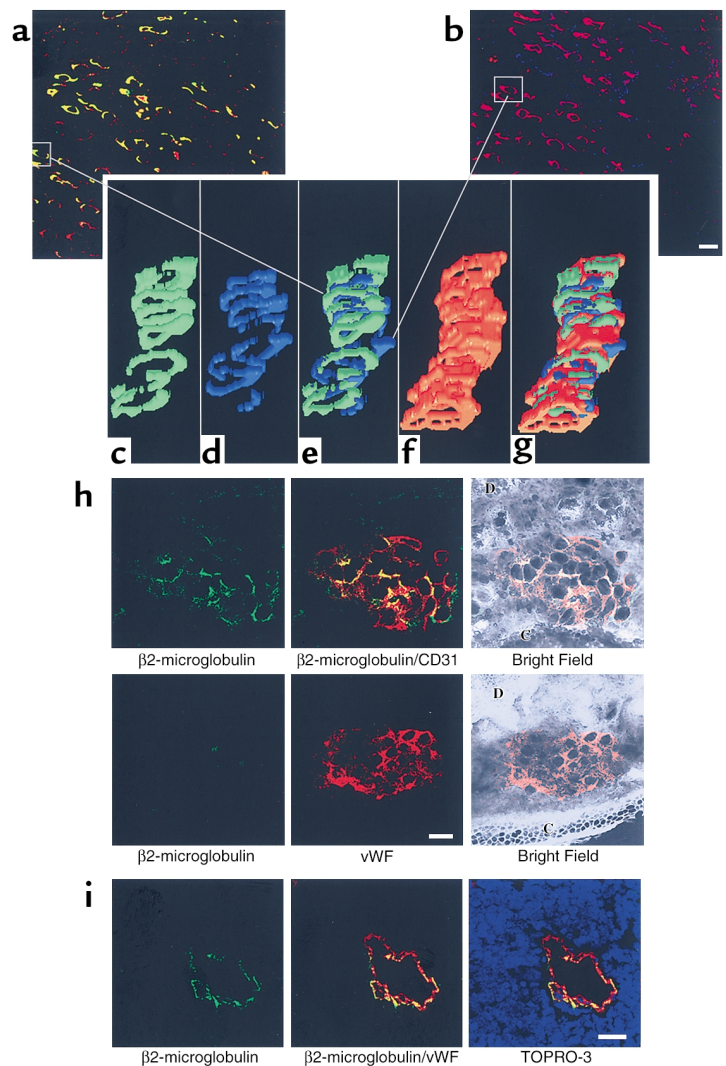 a
b
c
d
e
f
g
h
D
C
β2-microglobulin
β2-microglobulin/CD31
Bright Field
D
C
β2-microglobulin
vWF
Bright Field
i
β2-microglobulin
β2-microglobulin/vWF
TOPRO-3